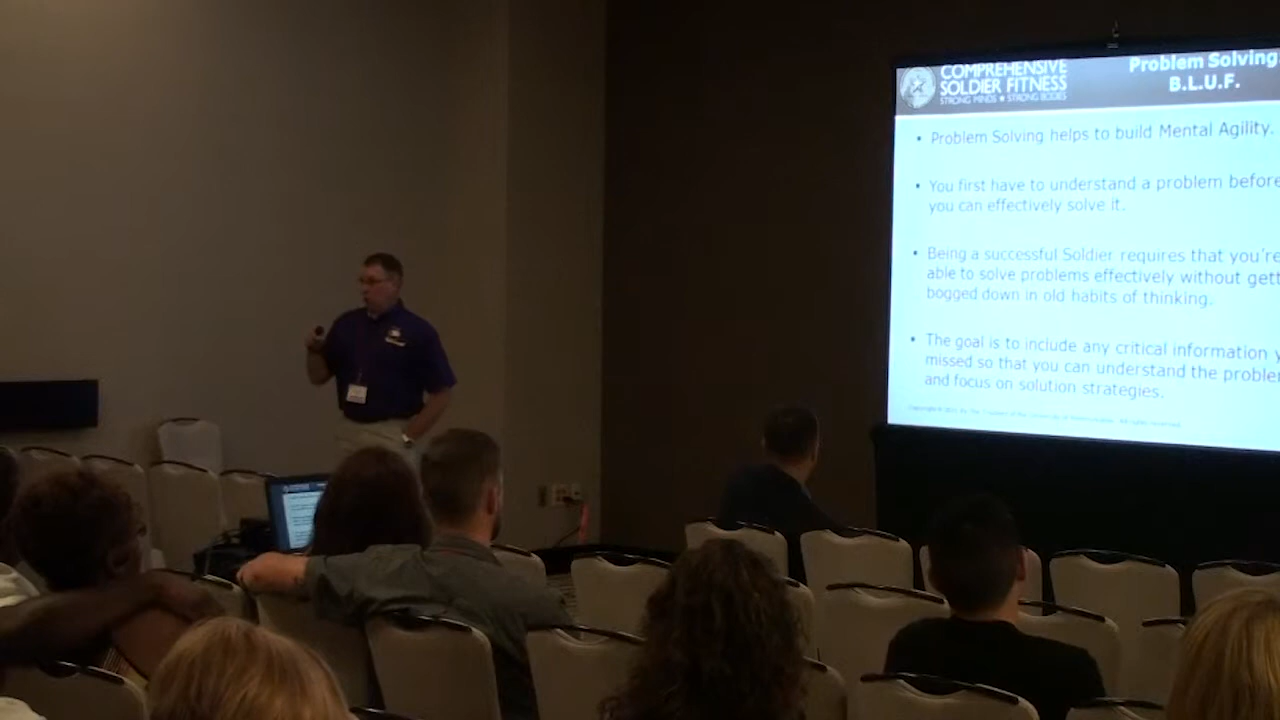 COMPREHENSIVE
SOLDIER FITNESS
STRONG MINDS ★ STRONG BODIES
Problem Solving
B.L.U.F.
• Problem Solving helps to build Mental Agility.
• You first have to understand a problem before
you can effectively solve it.
• Being a successful Soldier requires that you're
able to solve problems effectively without gett
bogged down in old habits of thinking.
• The goal is to include any critical information y
missed so that you can understand the proble
and focus on solution strategies.